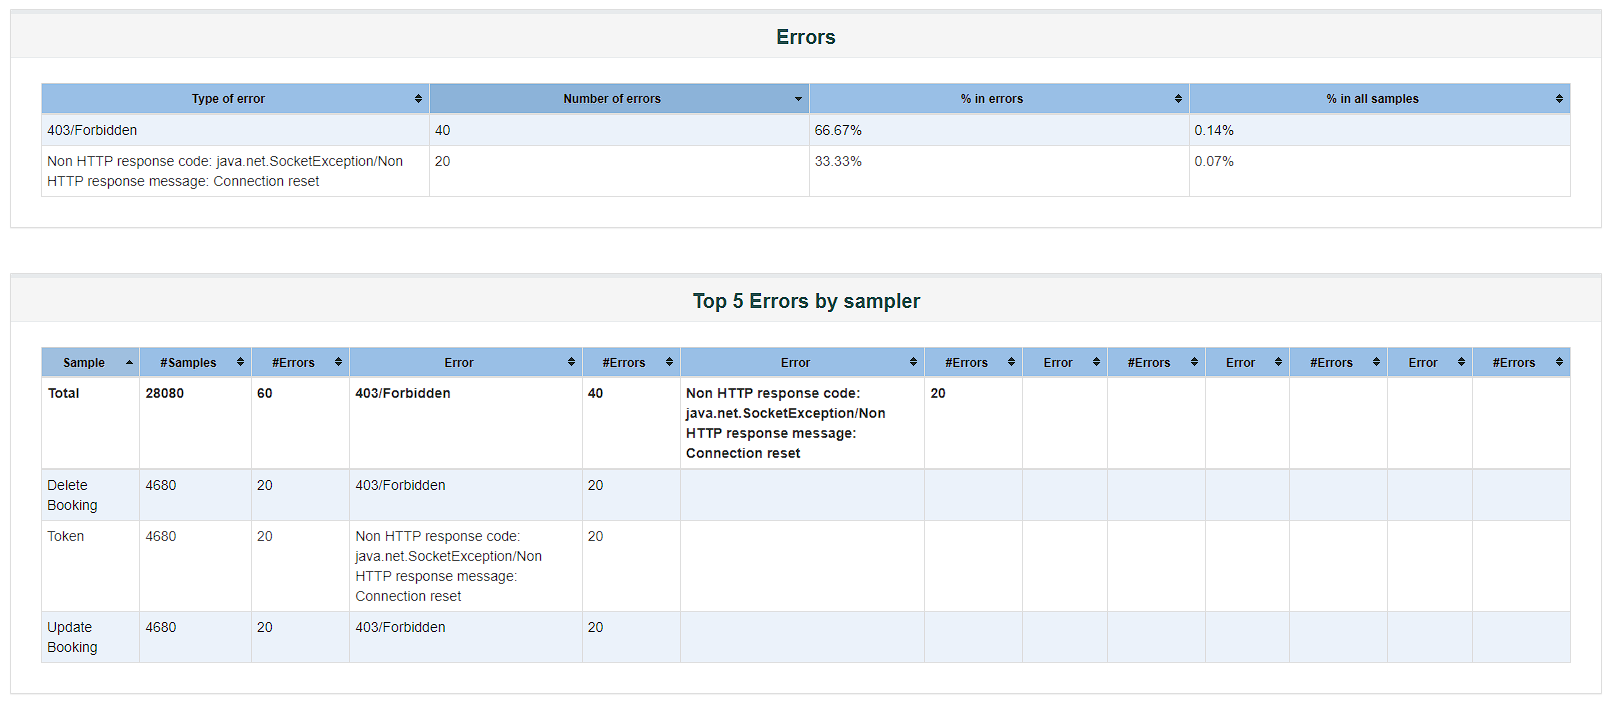 Errors
Type of error Number of errors % in errors % in all samples
403/Forbidden 40 66.67% 0.14%
Non HTTP response code: java.net.SocketException/Non 20 33.33% 0.07%
HTTP response message: Connection reset
Top 5 Errors by sampler
Sample #Samples #Errors Error #Errors Error #Errors Error #Errors Error #Errors Error #Errors
Total 28080 60 403/Forbidden 40 Non HTTP response code: 20
java.net.SocketException/Non
HTTP response message:
Connection reset
Delete 4680 20 403/Forbidden 20
Booking
Token 4680 20 Non HTTP response code: 20
java.net.SocketException/Non
HTTP response message:
Connection reset
Update 4680 20 403/Forbidden 20
Booking